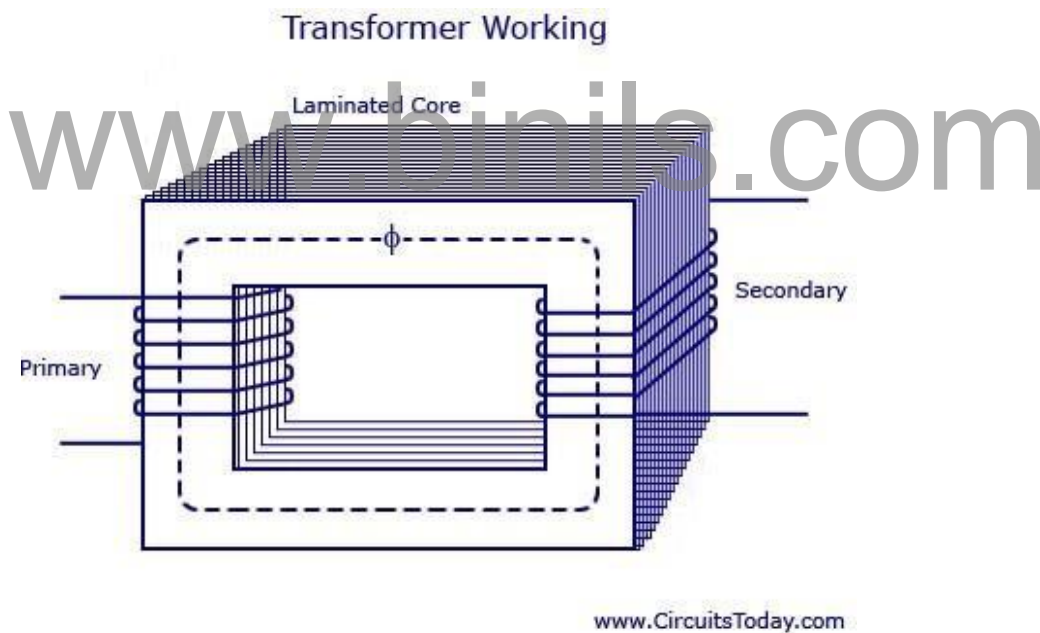 Transformer Working
www.binils.com
Laminated Core
ϕ
Secondary
Primary
www.CircuitsToday.com